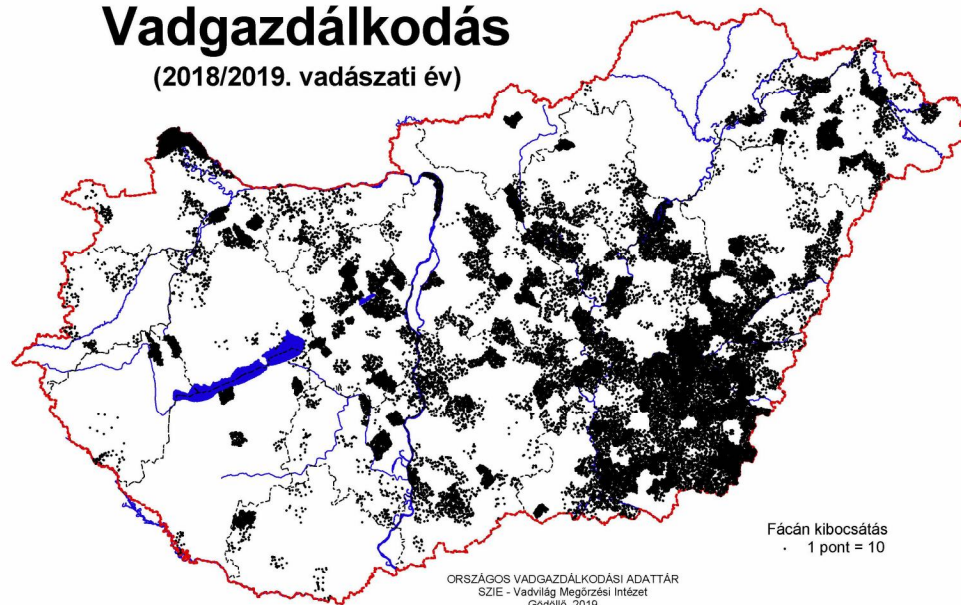 Vadgazdálkodás
(2018/2019. vadászati év)
Fácán kibocsátás
. 1 pont = 10
ORSZÁGOS VADGAZDÁLKODÁSI ADATTÁR
SZIE - Vadvilág Megőrzési Intézet
Gödöllő, 2019